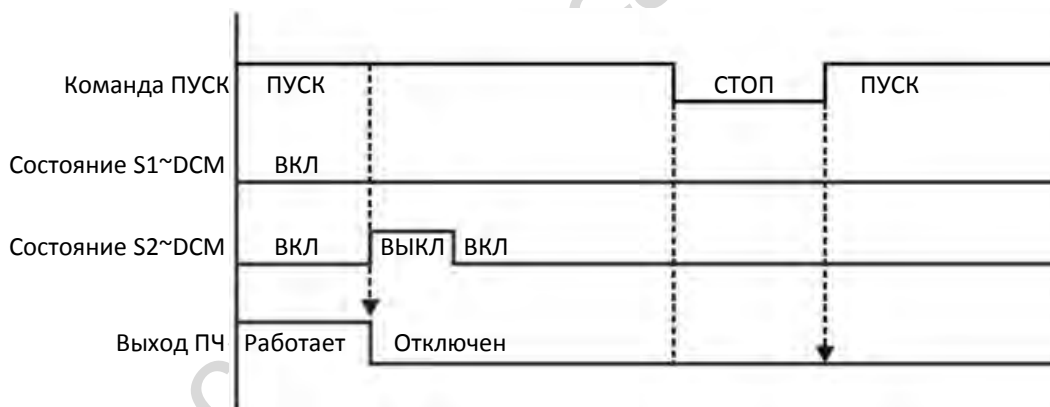 Команда ПУСК ПУСК СТОП ПУСК
Состояние S1~DCM ВКЛ
Состояние S2~DCM ВКЛ ВЫКЛ ВКЛ
Выход ПЧ Работает Отключен